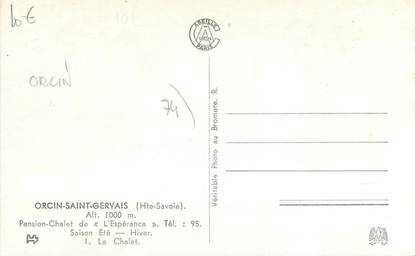 10€
ORCIN
74)
ABEILLE
PARIS
ORCIN-SAINT-GERVAIS (Hte-Savoie).
Alt. 1000 m.
Pension-Chalet de « L'Espérance ». Tél. : 95.
Saison Eté — Hiver.
1. Le Chalet.
Véritable Photo au Bromure. R.